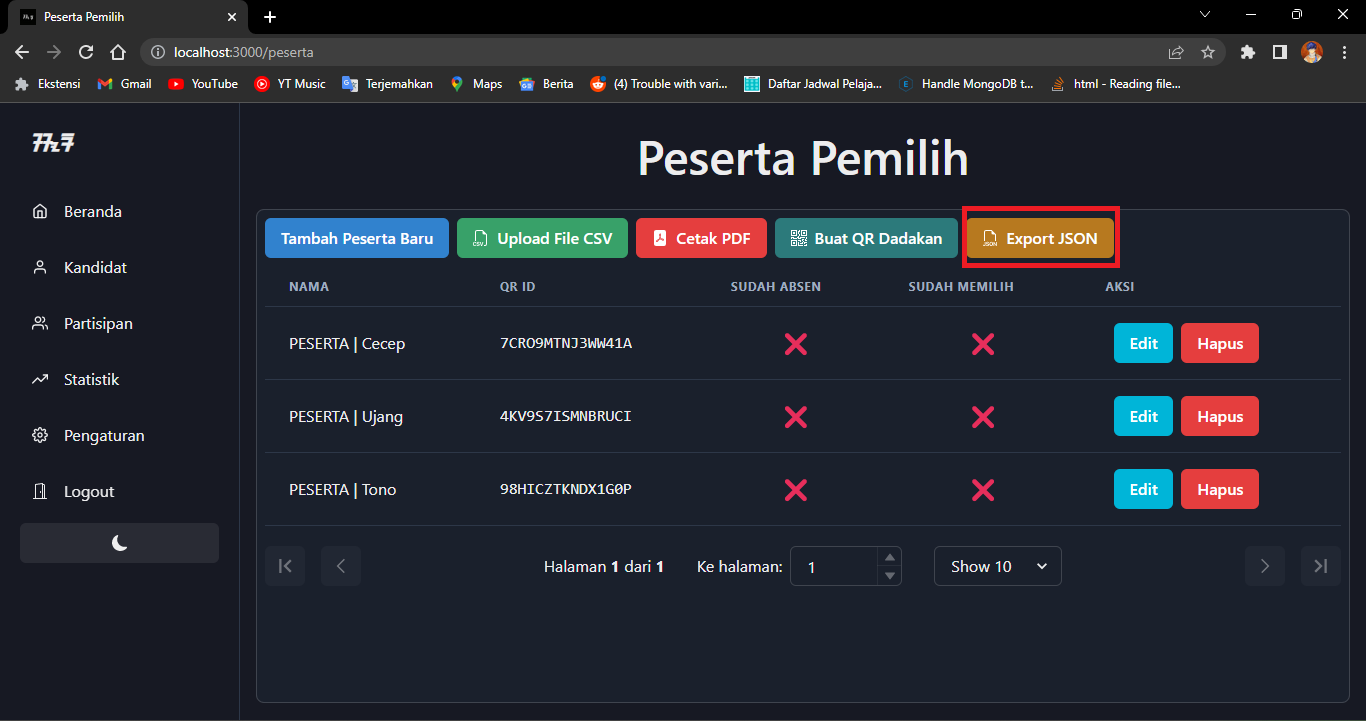 Peserta Pemilih
localhost:3000/peserta
Ekstensi Gmail YouTube YT Music Terjemahkan Maps Berita (4) Trouble with vari... Daftar Jadwal Pelaja... Handle MongoDB t... html - Reading file...
Peserta Pemilih
Beranda
Kandidat
Partisipan
Statistik
Pengaturan
Logout
Tambah Peserta Baru CSV Upload File CSV Cetak PDF Buat QR Dadakan JSON Export JSON
NAMA QR ID SUDAH ABSEN SUDAH MEMILIH AKSI
PESERTA | Cecep 7CRO9MTNJ3WW41A Edit Hapus
PESERTA | Ujang 4KV9S7ISMNBRUCI Edit Hapus
PESERTA | Tono 98HICZTKNDX1G0P Edit Hapus
Halaman 1 dari 1 Ke halaman: 1 Show 10